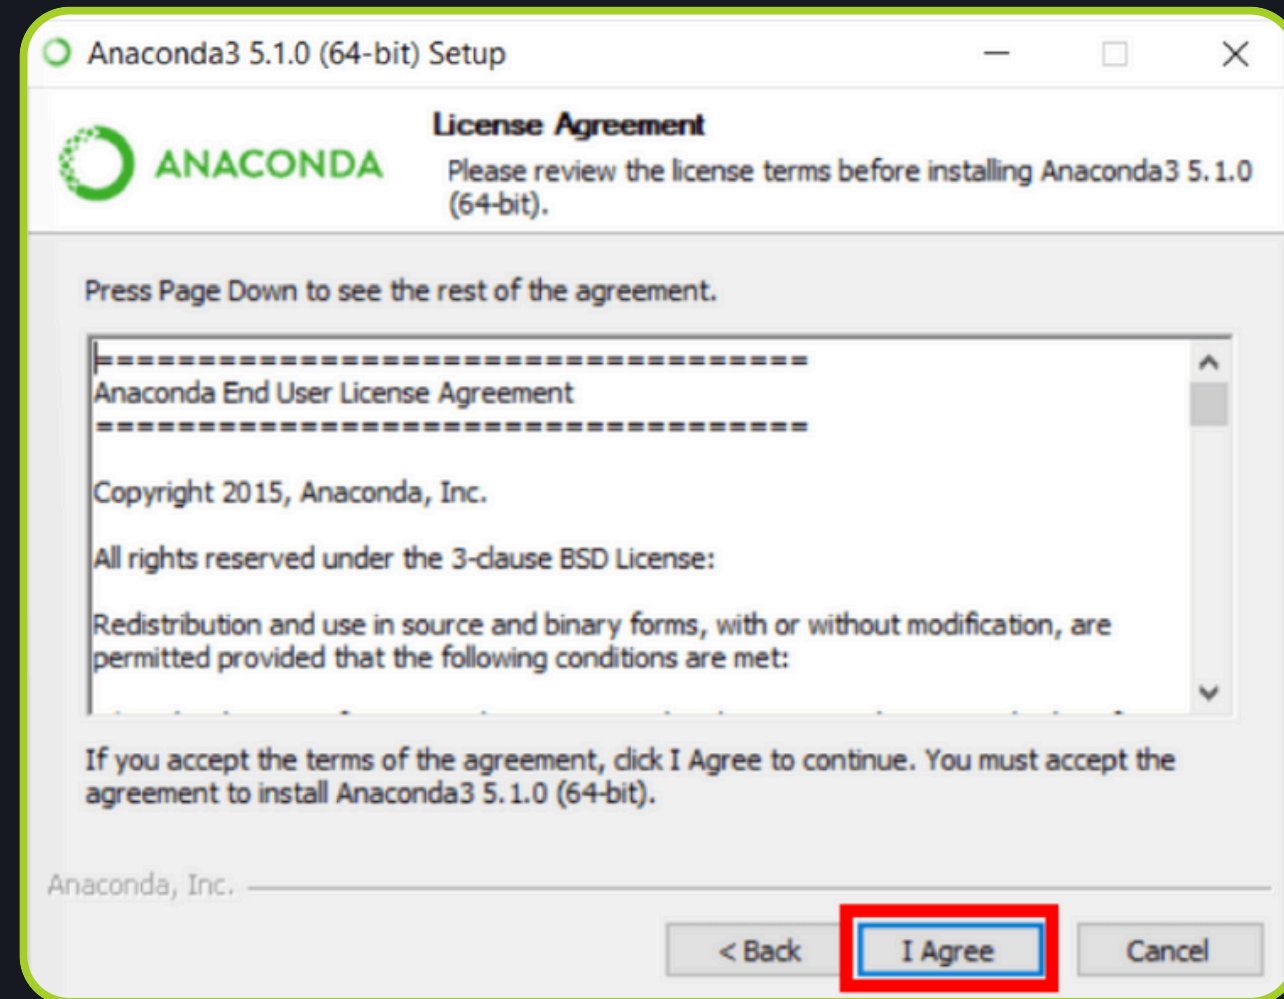 Anaconda3 5.1.0 (64-bit) Setup
ANACONDA
License Agreement
Please review the license terms before installing Anaconda3 5.1.0
(64-bit).
Press Page Down to see the rest of the agreement.
===================================
Anaconda End User License Agreement
===================================
Copyright 2015, Anaconda, Inc.
All rights reserved under the 3-clause BSD License:
Redistribution and use in source and binary forms, with or without modification, are
permitted provided that the following conditions are met:
If you accept the terms of the agreement, click I Agree to continue. You must accept the
agreement to install Anaconda3 5.1.0 (64-bit).
Anaconda, Inc.
< Back
I Agree
Cancel